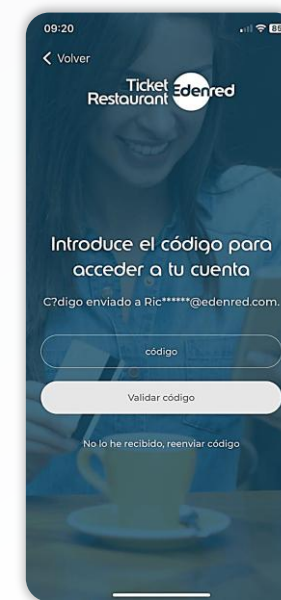 09:20
85
Volver
Ticket
Restaurant Edenred
Introduce el código para
acceder a tu cuenta
C?digo enviado a Ric******@edenred.com.
código
Validar código
No lo he recibido, reenviar código